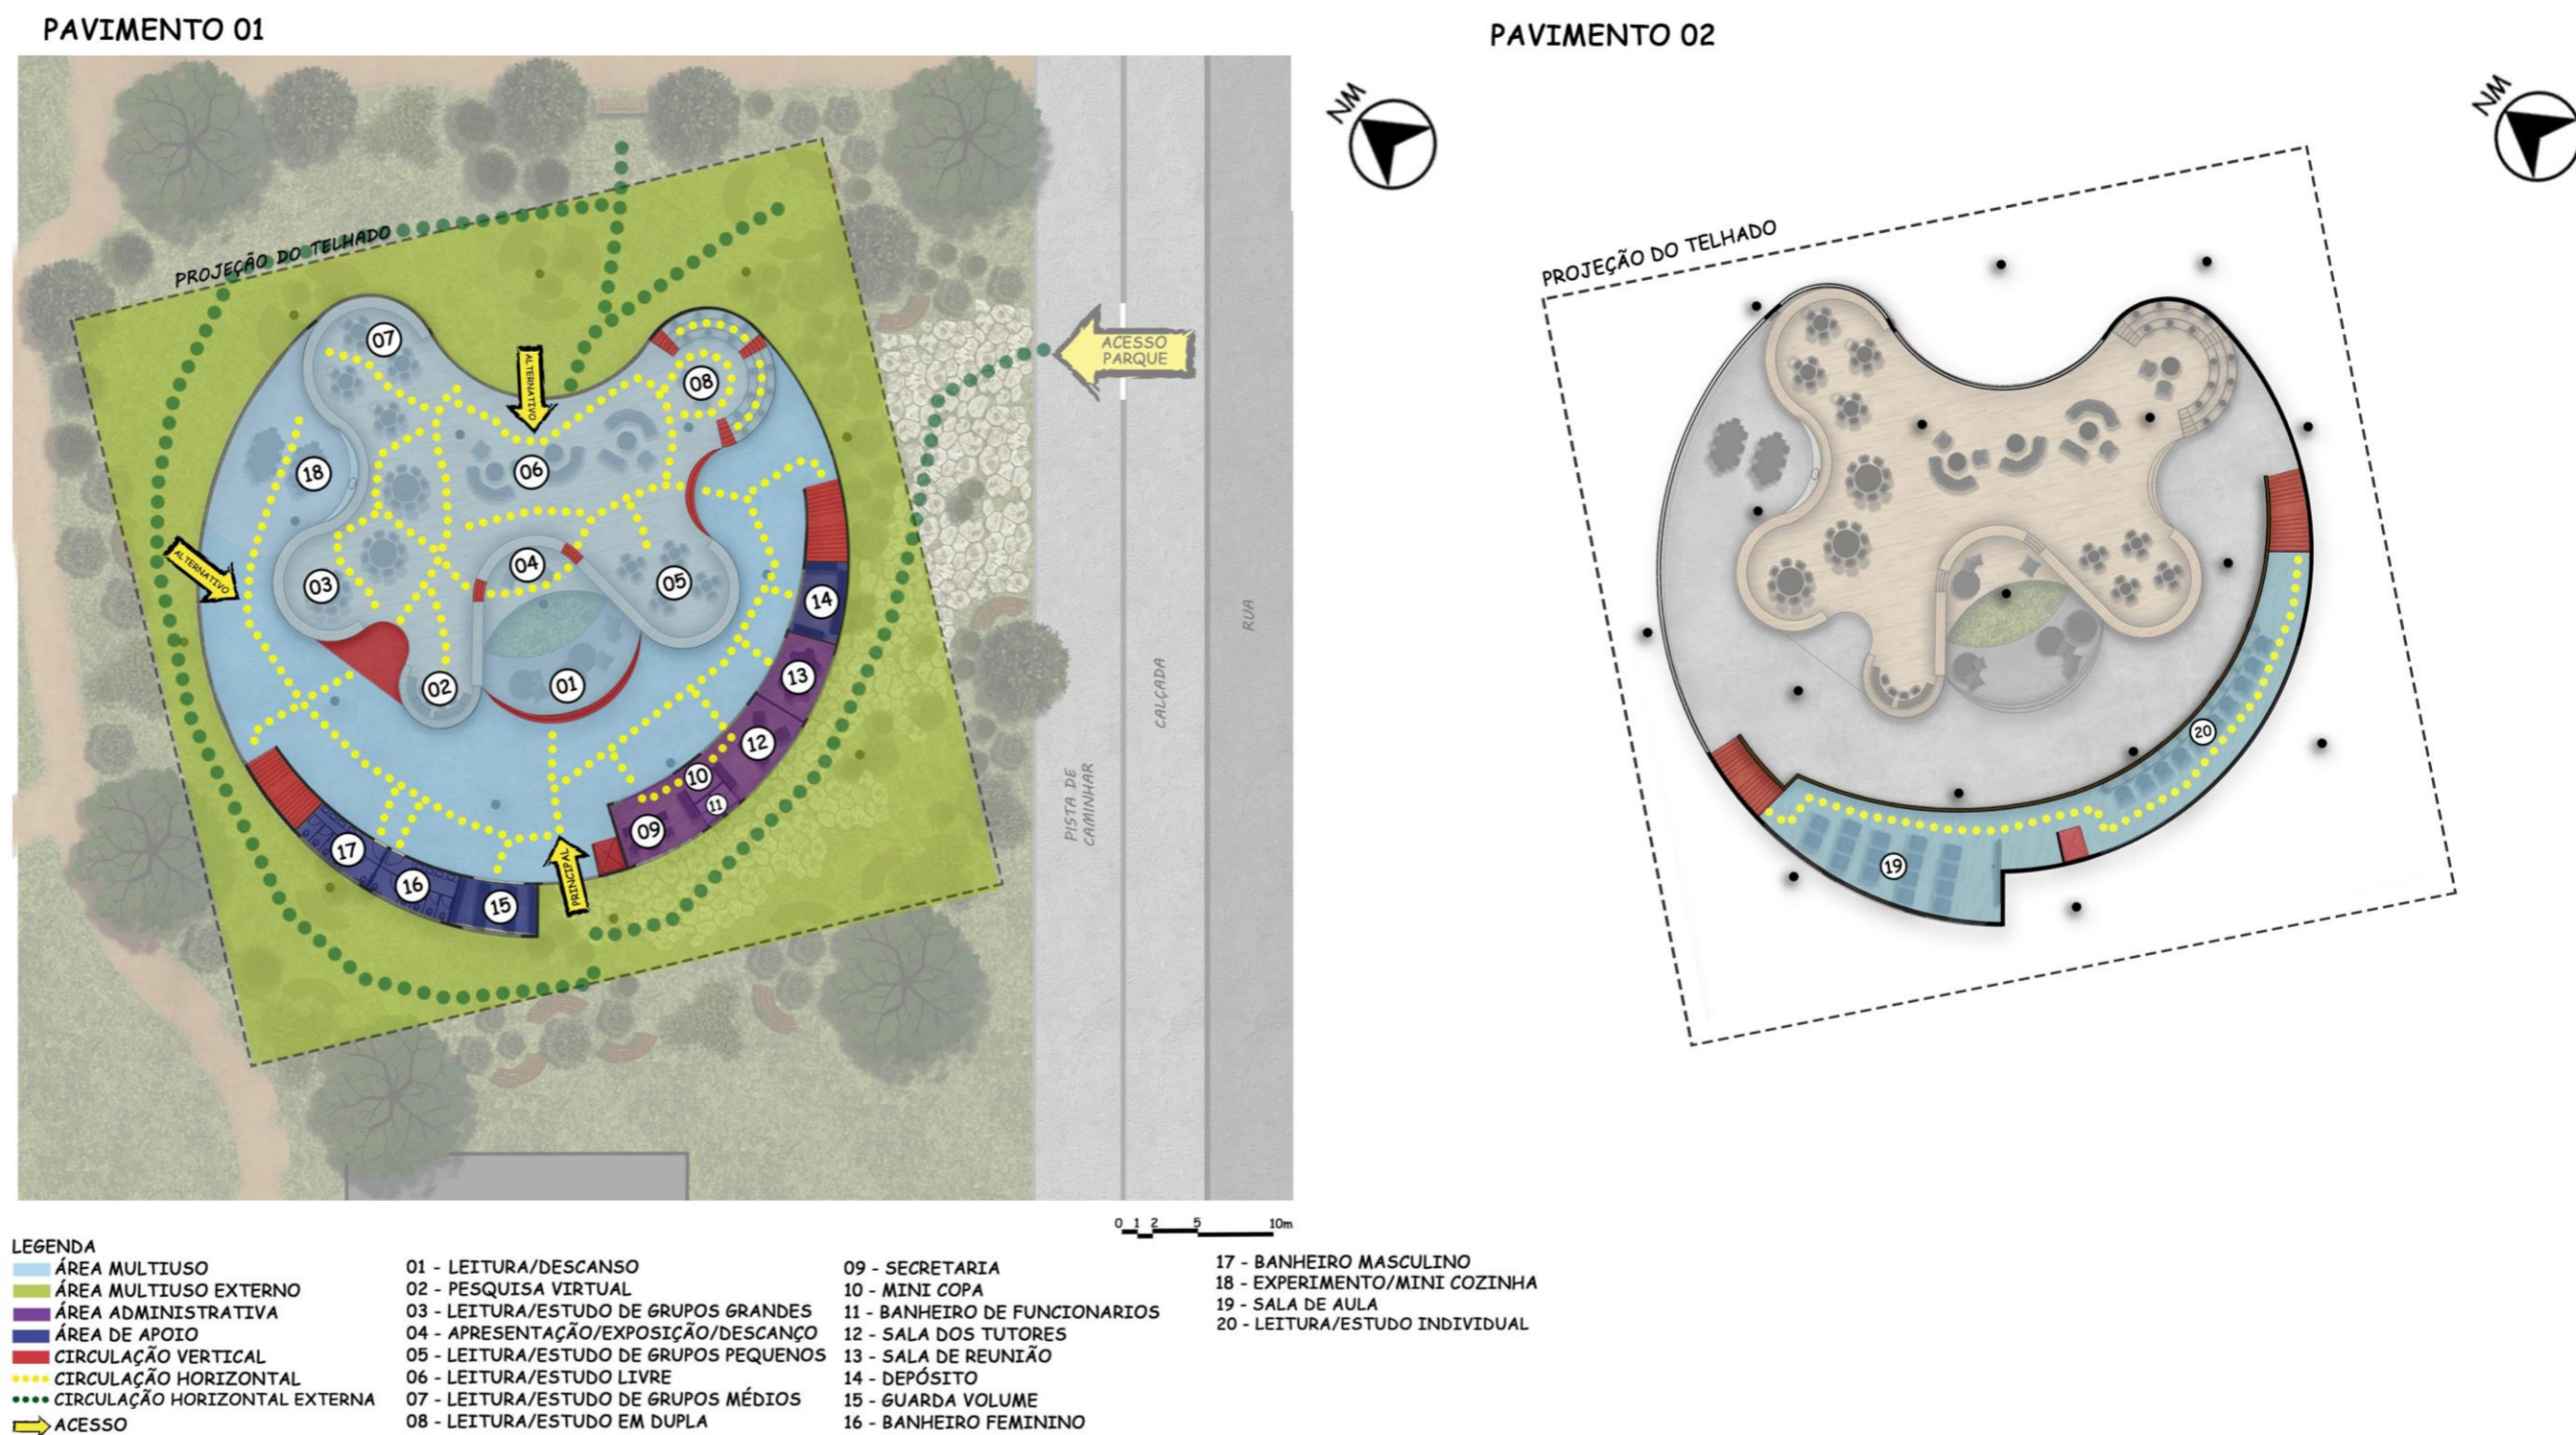 PAVIMENTO 01
PAVIMENTO 02
NM
NM
PROJEÇÃO DO TELHADO
PROJEÇÃO DO TELHADO
ACESSO
PARQUE
ALTERNATIVO
ALTERNATIVO
PRINCIPAL
07
08
18
06
03
04
05
02
01
14
13
12
10
11
09
17
16
15
20
19
RUA
CALÇADA
PISTA DE
CAMINHAR
0 1 2 5 10m
LEGENDA
ÁREA MULTIUSO
ÁREA MULTIUSO EXTERNO
ÁREA ADMINISTRATIVA
ÁREA DE APOIO
CIRCULAÇÃO VERTICAL
CIRCULAÇÃO HORIZONTAL
CIRCULAÇÃO HORIZONTAL EXTERNA
ACESSO
01 - LEITURA/DESCANSO
02 - PESQUISA VIRTUAL
03 - LEITURA/ESTUDO DE GRUPOS GRANDES
04 - APRESENTAÇÃO/EXPOSIÇÃO/DESCANÇO
05 - LEITURA/ESTUDO DE GRUPOS PEQUENOS
06 - LEITURA/ESTUDO LIVRE
07 - LEITURA/ESTUDO DE GRUPOS MÉDIOS
08 - LEITURA/ESTUDO EM DUPLA
09 - SECRETARIA
10 - MINI COPA
11 - BANHEIRO DE FUNCIONARIOS
12 - SALA DOS TUTORES
13 - SALA DE REUNIÃO
14 - DEPÓSITO
15 - GUARDA VOLUME
16 - BANHEIRO FEMININO
17 - BANHEIRO MASCULINO
18 - EXPERIMENTO/MINI COZINHA
19 - SALA DE AULA
20 - LEITURA/ESTUDO INDIVIDUAL